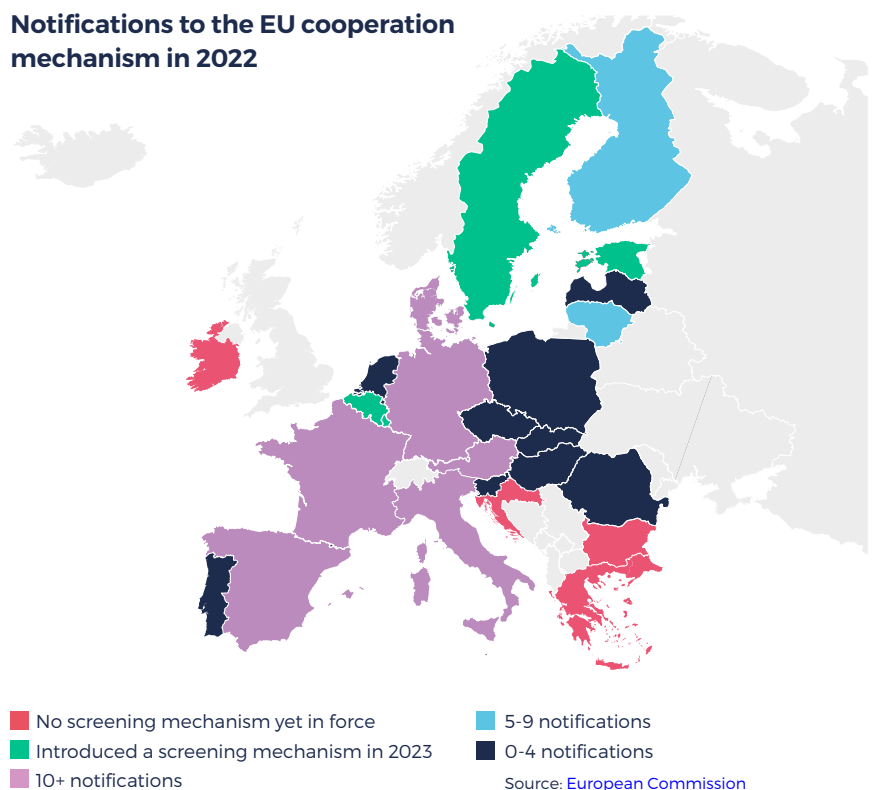 Notifications to the EU cooperation
mechanism in 2022
No screening mechanism yet in force
Introduced a screening mechanism in 2023
10+ notifications
5-9 notifications
0-4 notifications
Source: European Commission